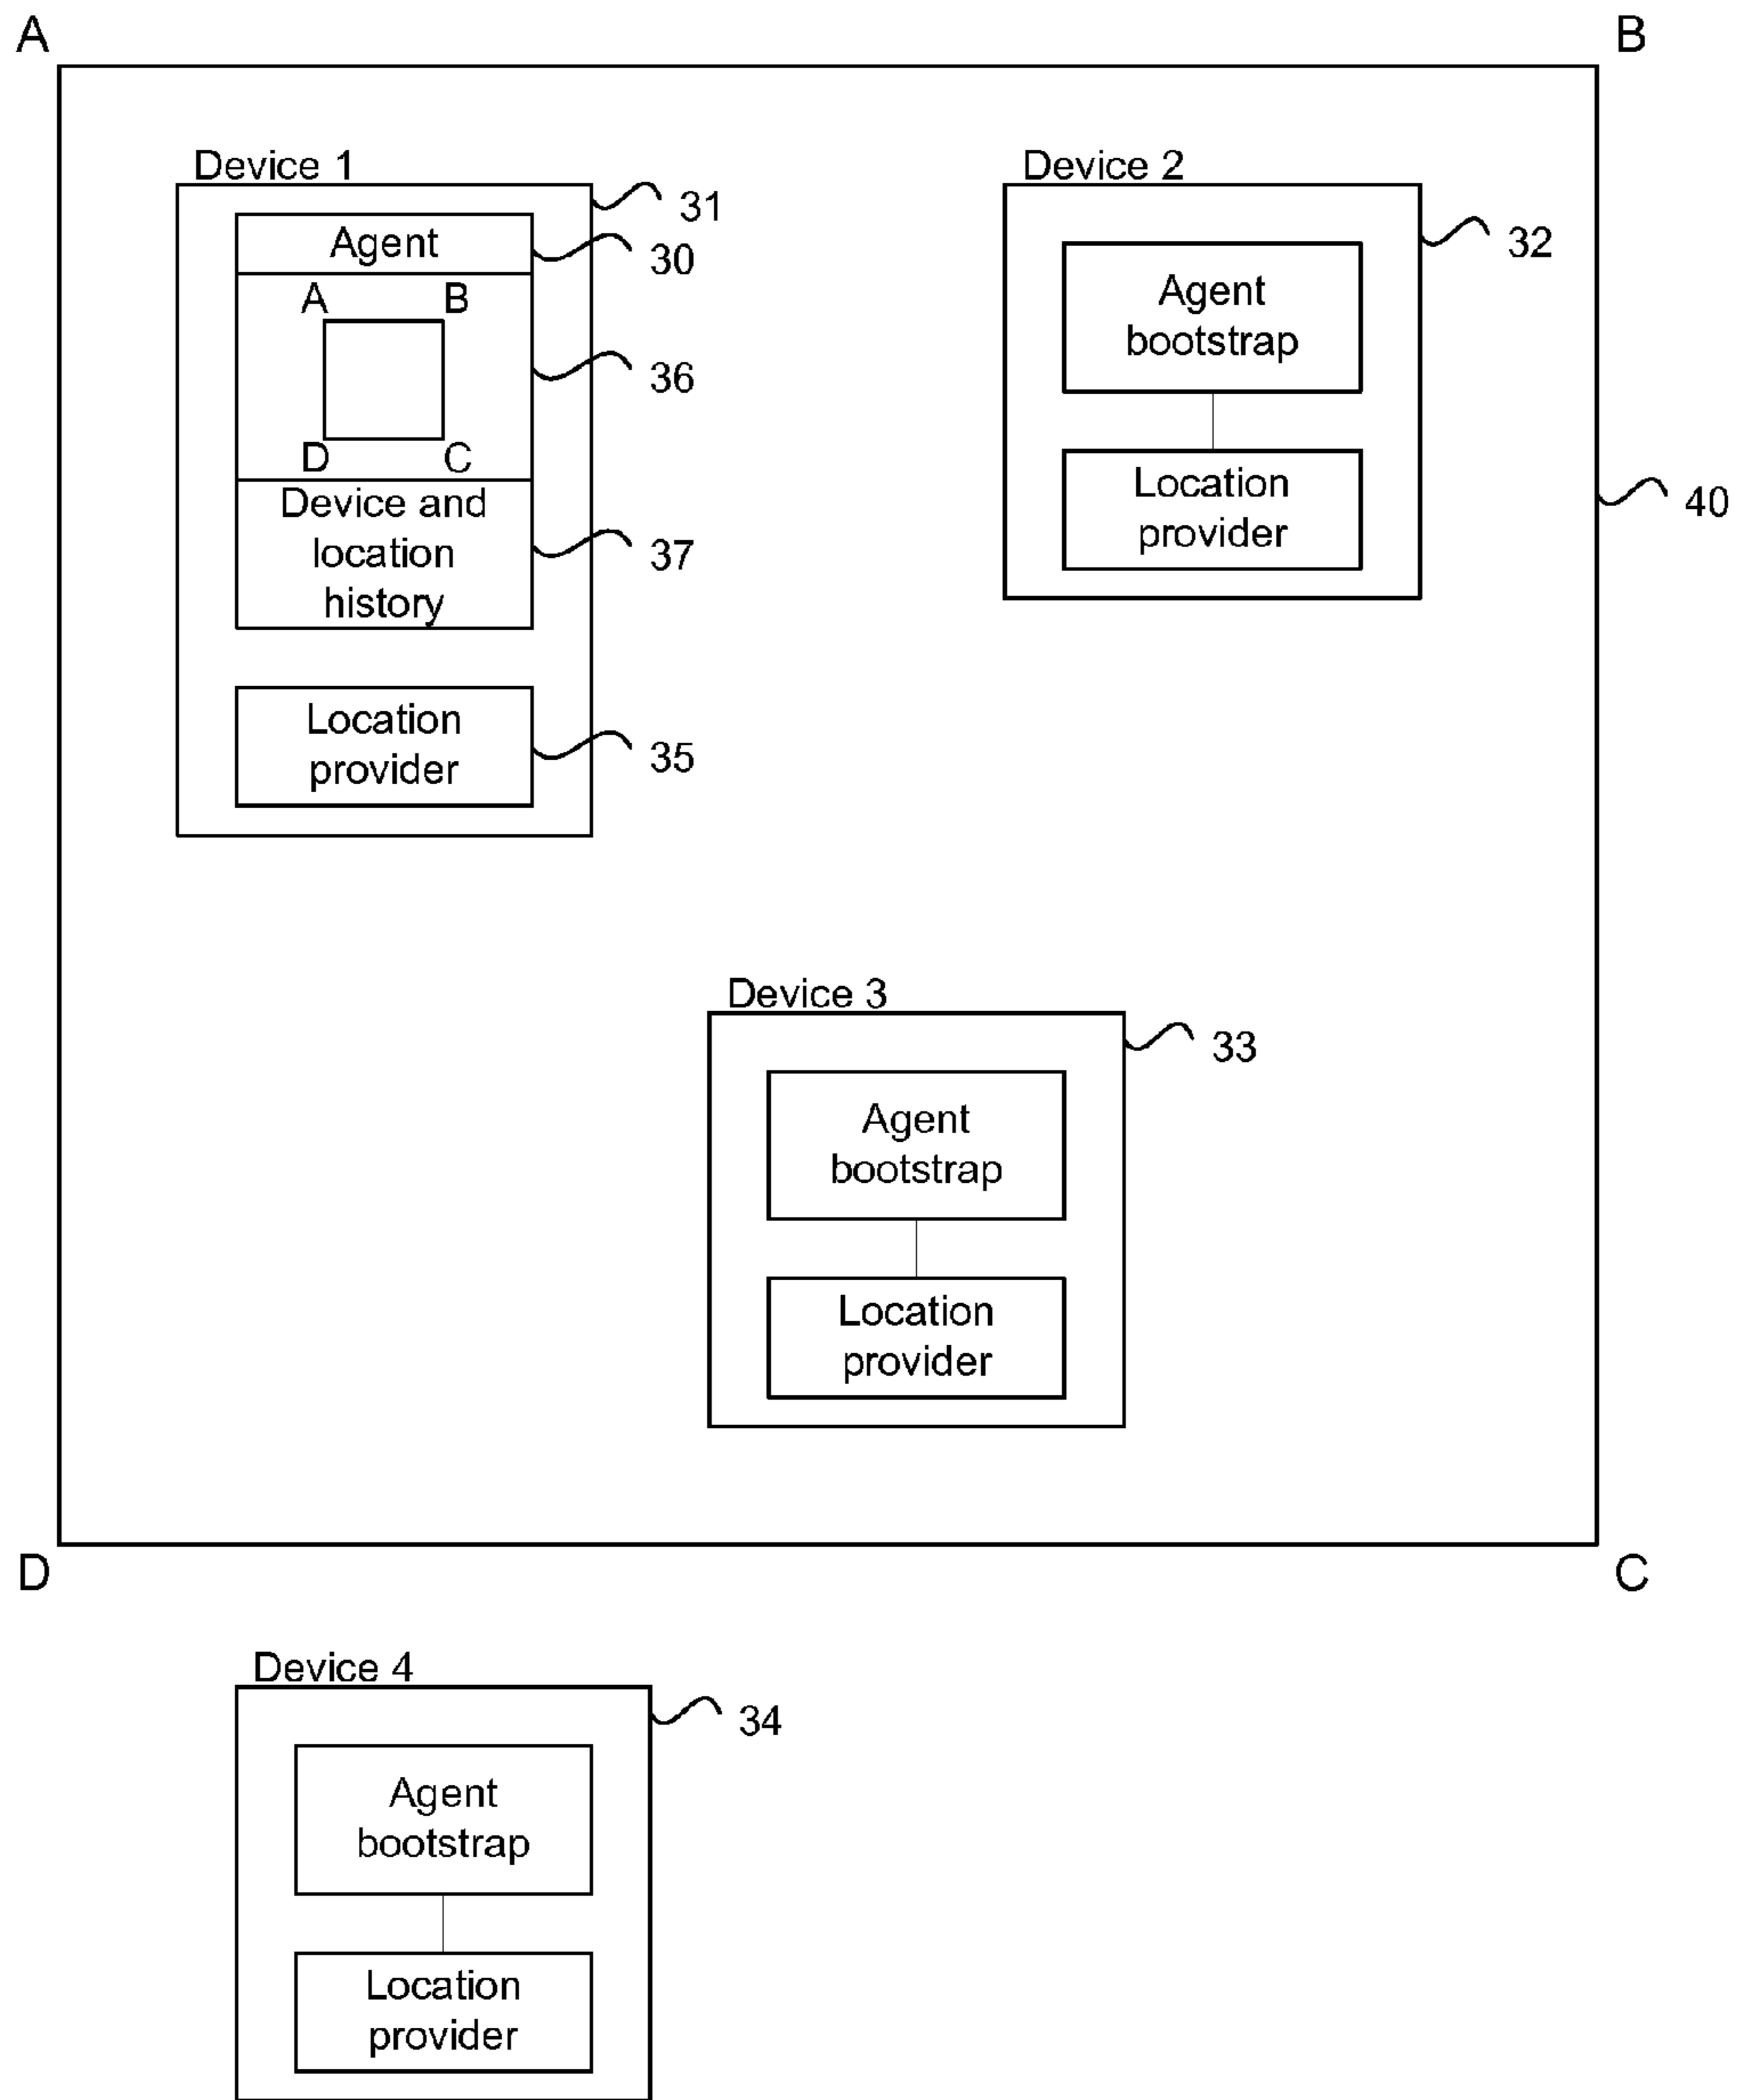 A
B
Device 1
31
Agent
30
A
B
36
D
C
Device and
location
history
37
Location
provider
35
Device 2
32
Agent
bootstrap
Location
provider
40
Device 3
33
Agent
bootstrap
Location
provider
D
C
Device 4
34
Agent
bootstrap
Location
provider